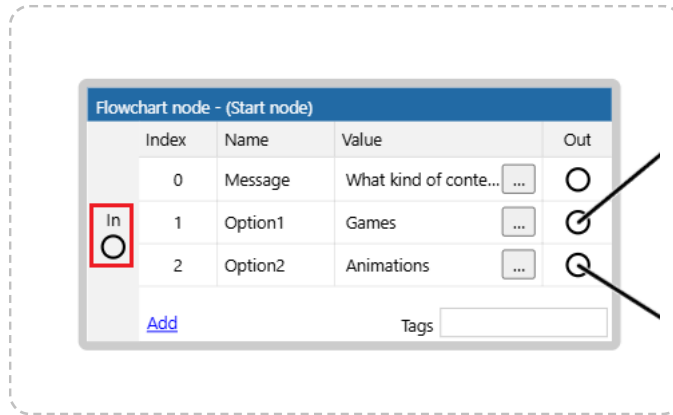 Flowchart node - (Start node)
Index Name Value Out
0 Message What kind of conte... ...
In
1 Option1 Games ...
2 Option2 Animations ...
Add Tags